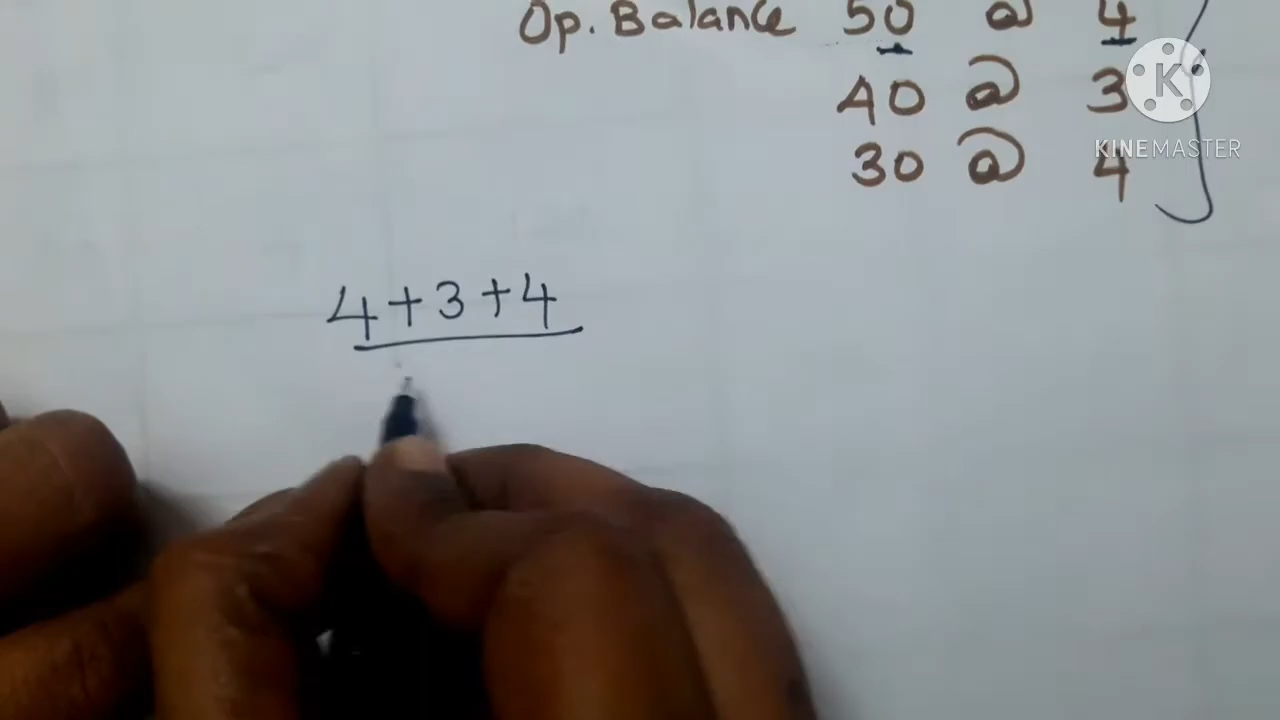 Op. Balance 50 @ 4
40 @ 3
30 @ 4
4+3+4
K
KINEMASTER